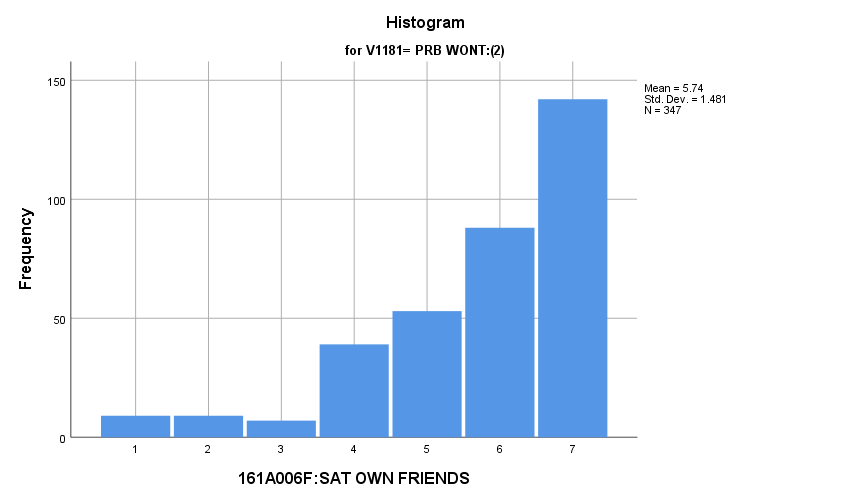 Histogram
for V1181= PRB WONT:(2)
150
100
50
0
Frequency
1 2 3 4 5 6 7
161A006F:SAT OWN FRIENDS
Mean = 5.74
Std. Dev. = 1.481
N = 347